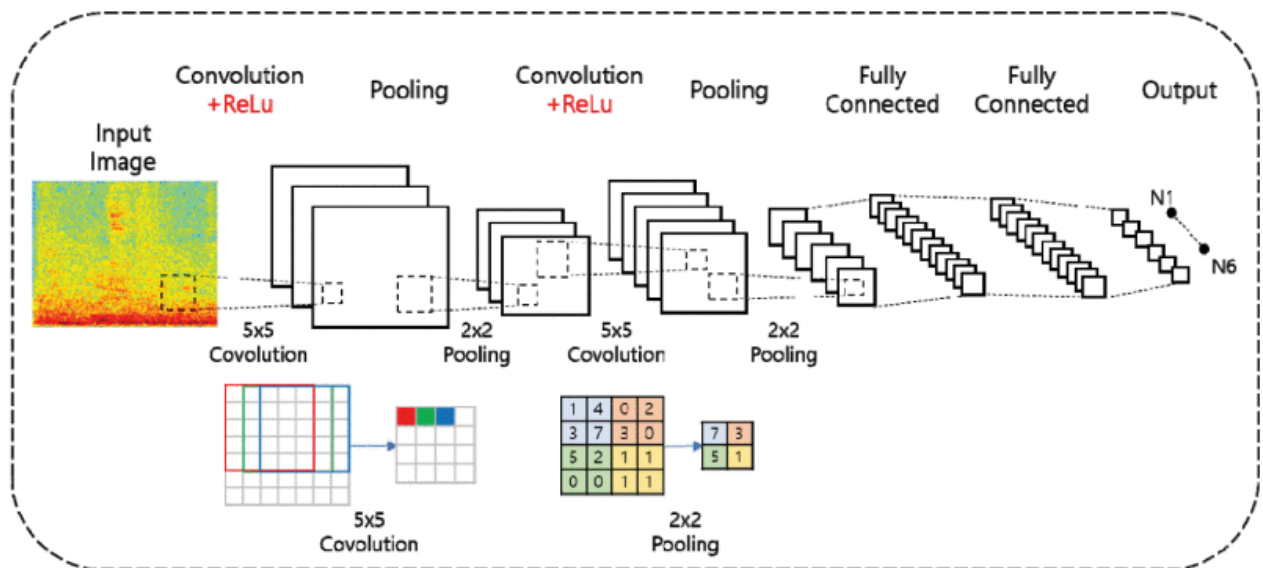 Convolution
+ReLu
Pooling
Convolution
+ReLu
Pooling
Fully
Connected
Fully
Connected
Output
Input
Image
N1
N6
5x5
Covolution
2x2
Pooling
5x5
Covolution
2x2
Pooling
1 4 0 2
3 7 3 0
5 2 1 1
0 0 1 1
7 3
5 1
5x5
Covolution
2x2
Pooling